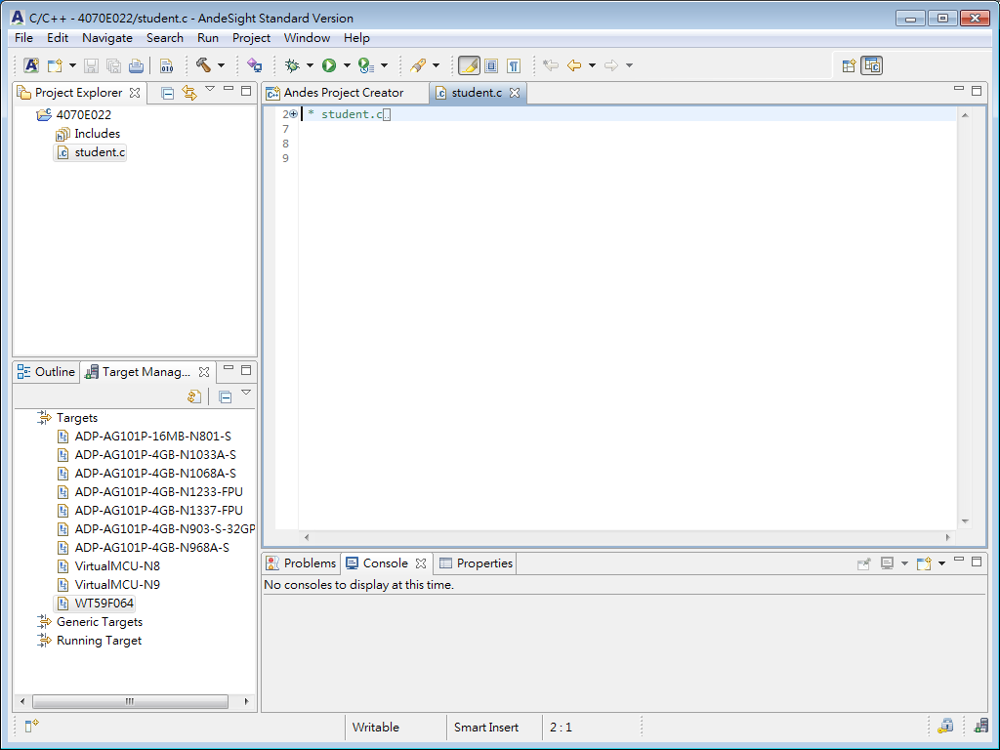 C/C++ - 4070E022/student.c - AndeSight Standard Version
File Edit Navigate Search Run Project Window Help
Project Explorer
4070E022
Includes
student.c
Andes Project Creator
student.c
2 * student.c
7
8
9
Outline
Target Manag...
Targets
ADP-AG101P-16MB-N801-S
ADP-AG101P-4GB-N1033A-S
ADP-AG101P-4GB-N1068A-S
ADP-AG101P-4GB-N1233-FPU
ADP-AG101P-4GB-N1337-FPU
ADP-AG101P-4GB-N903-S-32GP
ADP-AG101P-4GB-N968A-S
VirtualMCU-N8
VirtualMCU-N9
WT59F064
Generic Targets
Running Target
Problems
Console
Properties
No consoles to display at this time.
Writable
Smart Insert
2 : 1